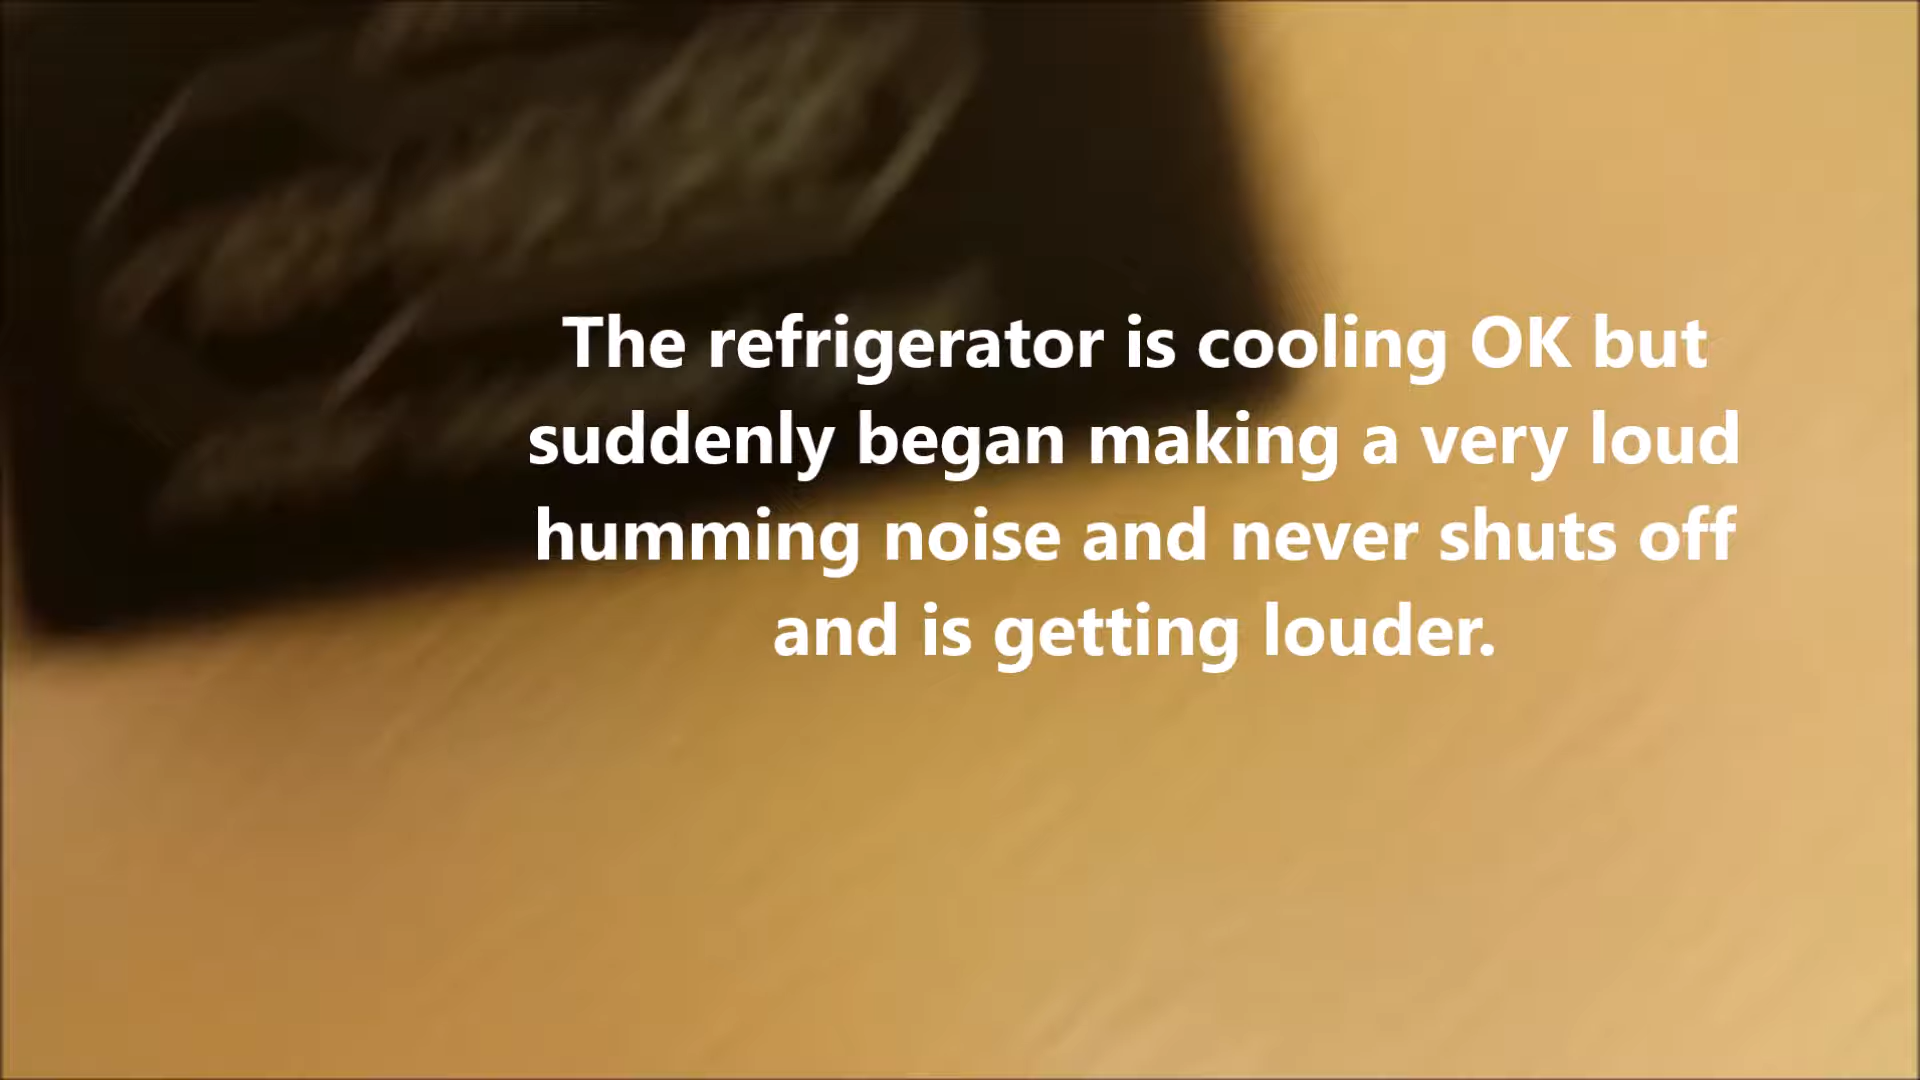 The refrigerator is cooling OK but
suddenly began making a very loud
humming noise and never shuts off
and is getting louder.